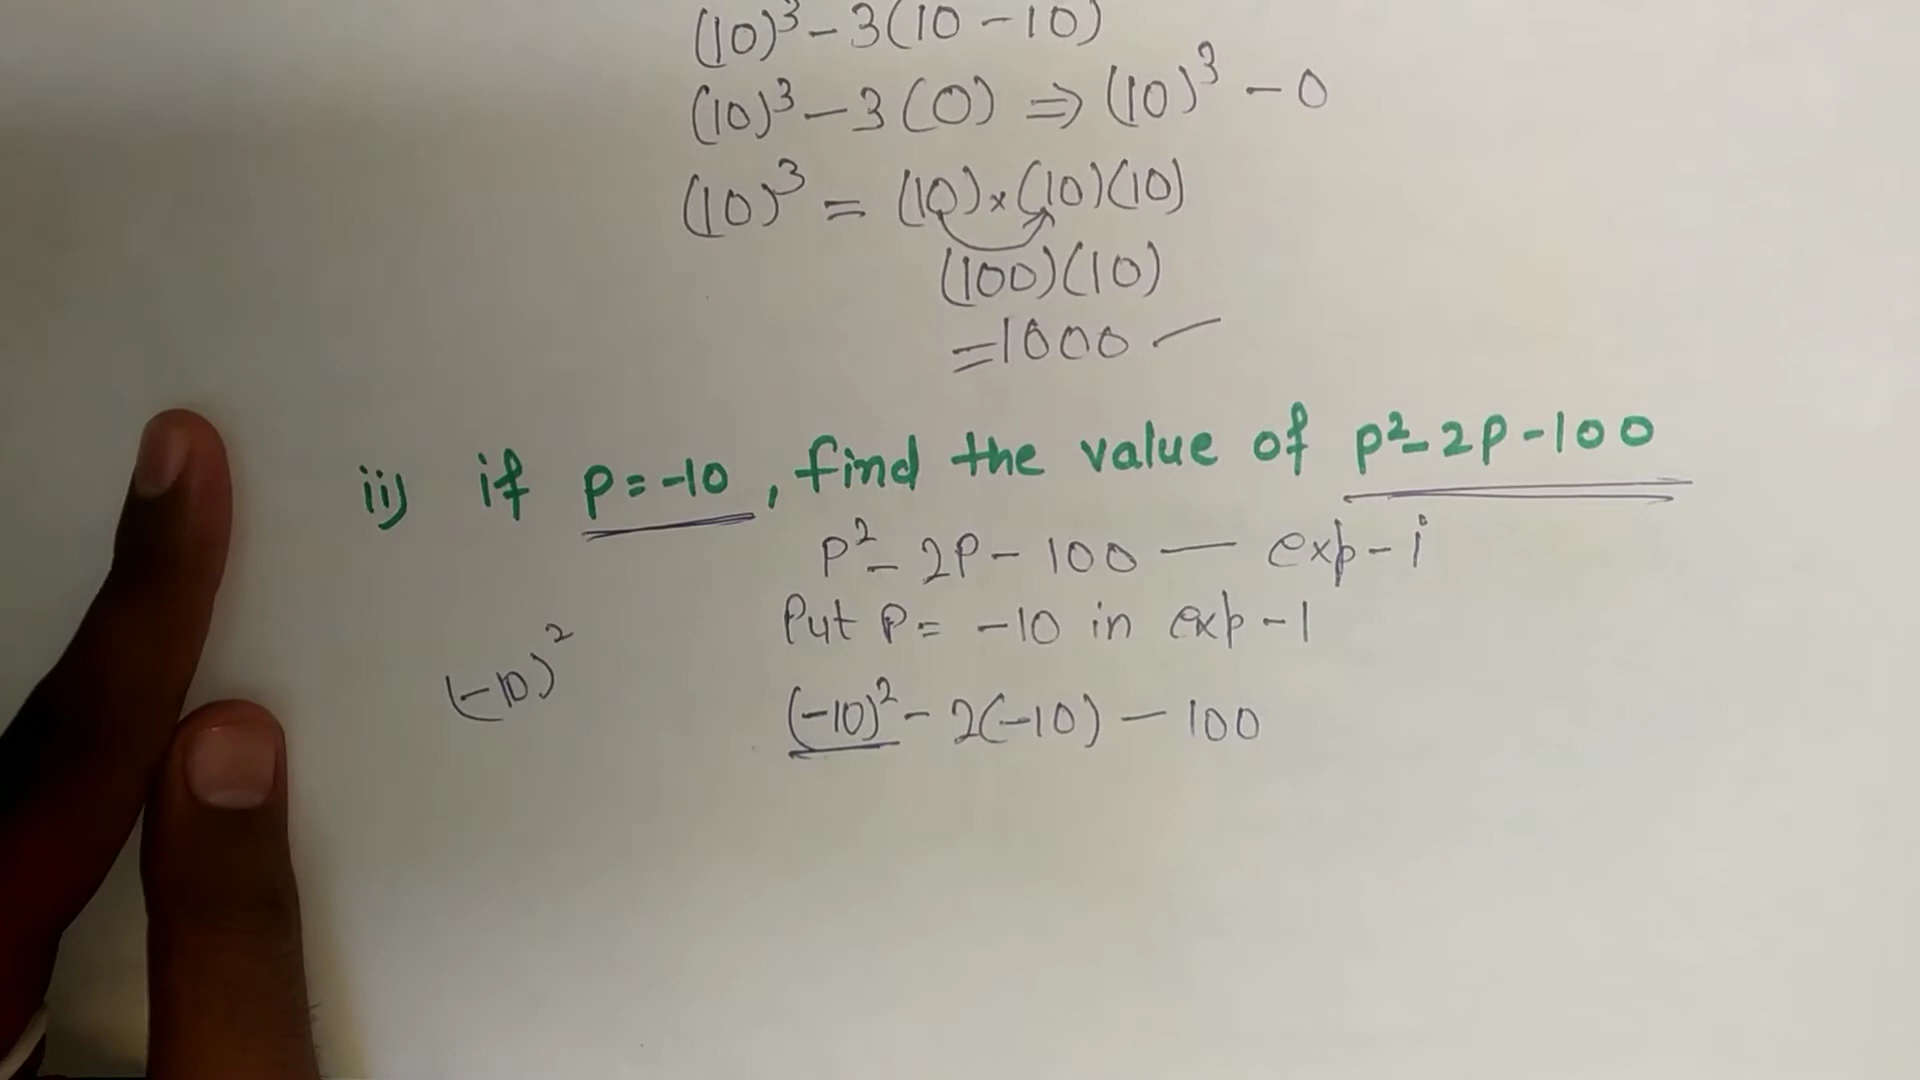 (10)³ - 3(10 - 10)
(10)³ - 3(0) ⇒ (10)³ - 0
(10)³ = (10)×(10)(10)
(100)(10)
=1000
ii) if p=-10, find the value of p²-2p-100
p² - 2p - 100 — exp - i
Put p = -10 in exp - 1
(-10)²
(-10)² - 2(-10) - 100